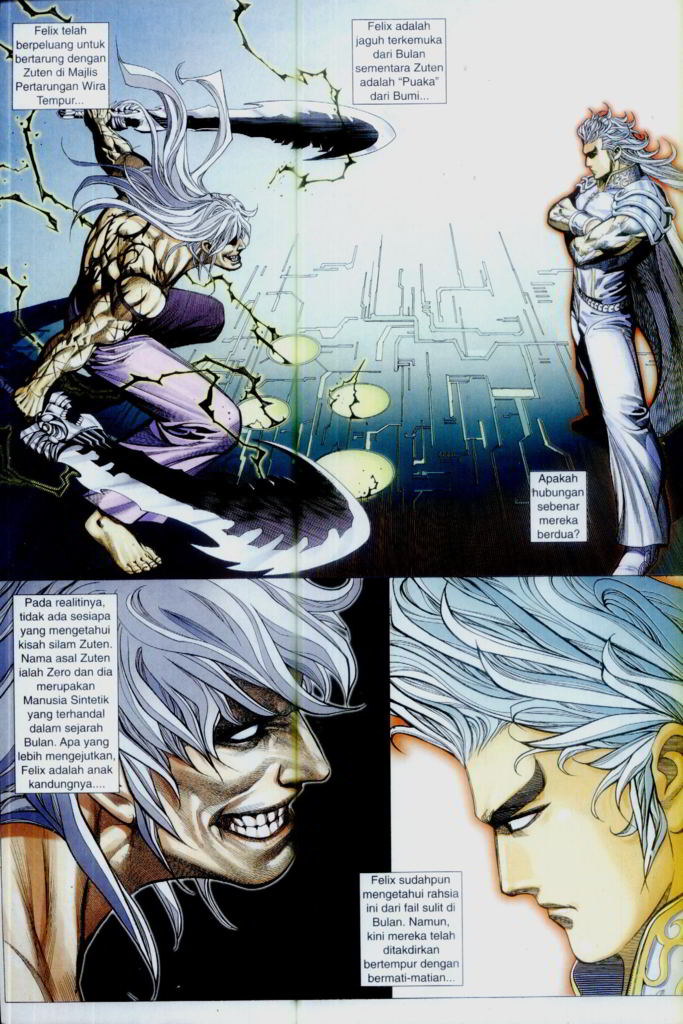 Felix telah
berpeluang untuk
bertarung dengan
Zuten di Majlis
Pertarungan Wira
Tempur...
Felix adalah
jaguh terkemuka
dari Bulan
sementara Zuten
adalah “Puaka”
dari Bumi...
Apakah
hubungan
sebenar
mereka
berdua?
Pada realitinya,
tidak ada sesiapa
yang mengetahui
kisah silam Zuten.
Nama asal Zuten
ialah Zero dan dia
merupakan
Manusia Sintetik
yang terhandal
dalam sejarah
Bulan. Apa yang
lebih mengejutkan,
Felix adalah anak
kandungnya....
Felix sudahpun
mengetahui rahsia
ini dari fail sulit di
Bulan. Namun,
kini mereka telah
ditakdirkan
bertempur dengan
bermati-matian...